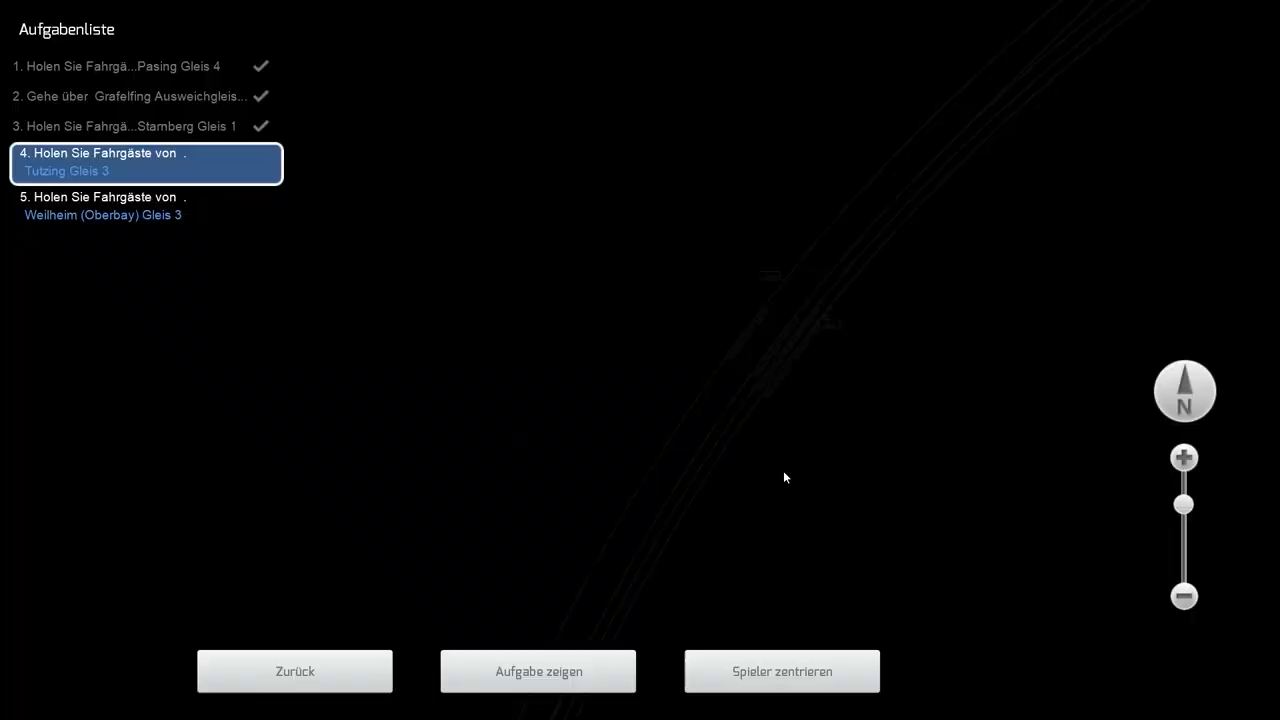 Aufgabenliste
1. Holen Sie Fahrgä...Pasing Gleis 4
2. Gehe über Grafelfing Ausweichgleis...
3. Holen Sie Fahrgä...Starnberg Gleis 1
4. Holen Sie Fahrgäste von .
Tutzing Gleis 3
5. Holen Sie Fahrgäste von .
Weilheim (Oberbay) Gleis 3
N
Zurück
Aufgabe zeigen
Spieler zentrieren